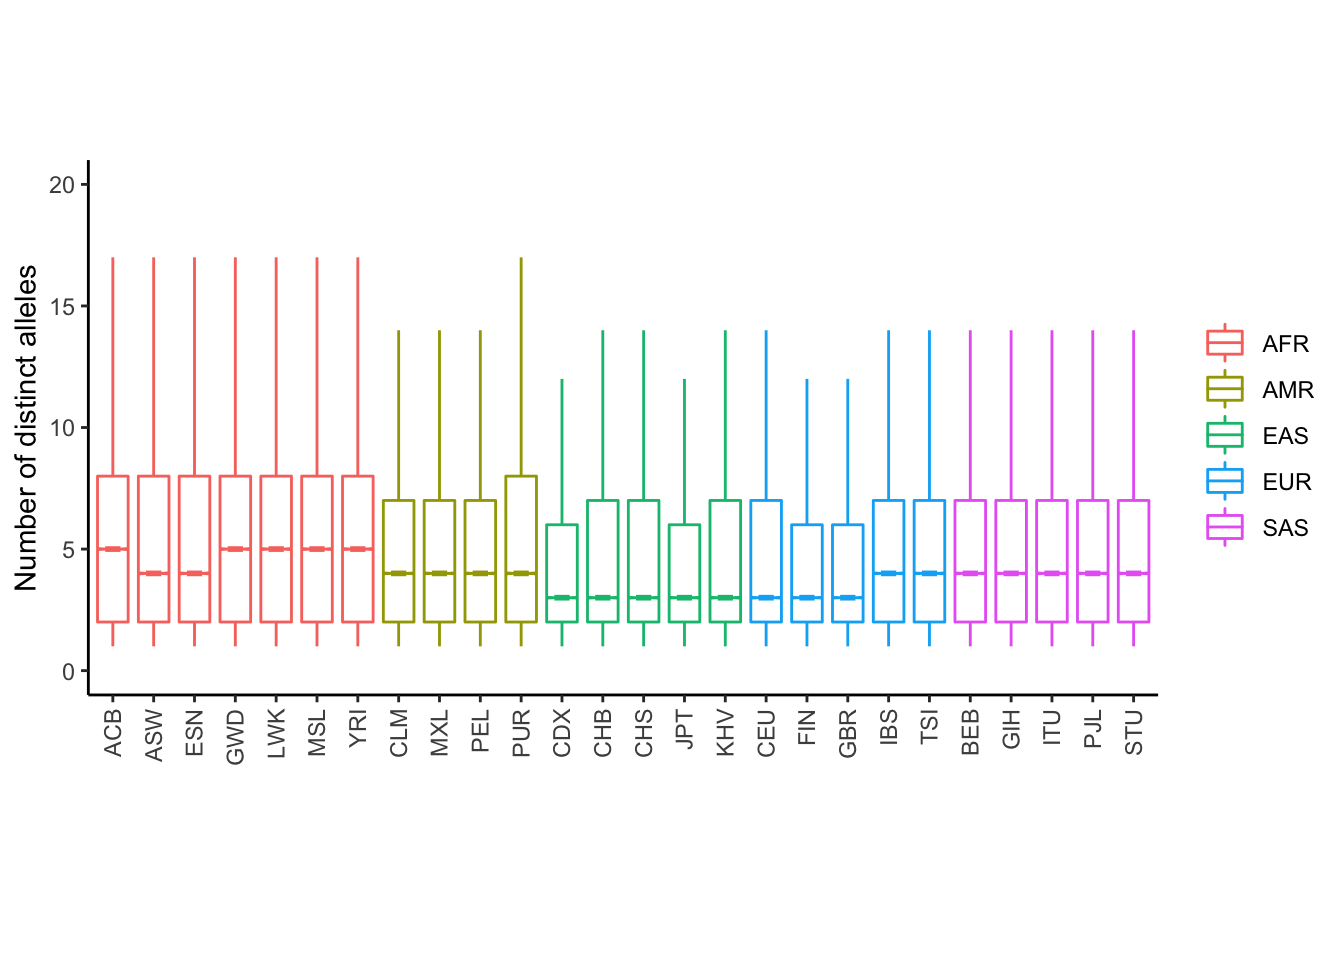 Number of distinct alleles
20
15
10
5
0
ACB
ASW
ESN
GWD
LWK
MSL
YRI
CLM
MXL
PEL
PUR
CDX
CHB
CHS
JPT
KHV
CEU
FIN
GBR
IBS
TSI
BEB
GIH
ITU
PJL
STU
AFR
AMR
EAS
EUR
SAS